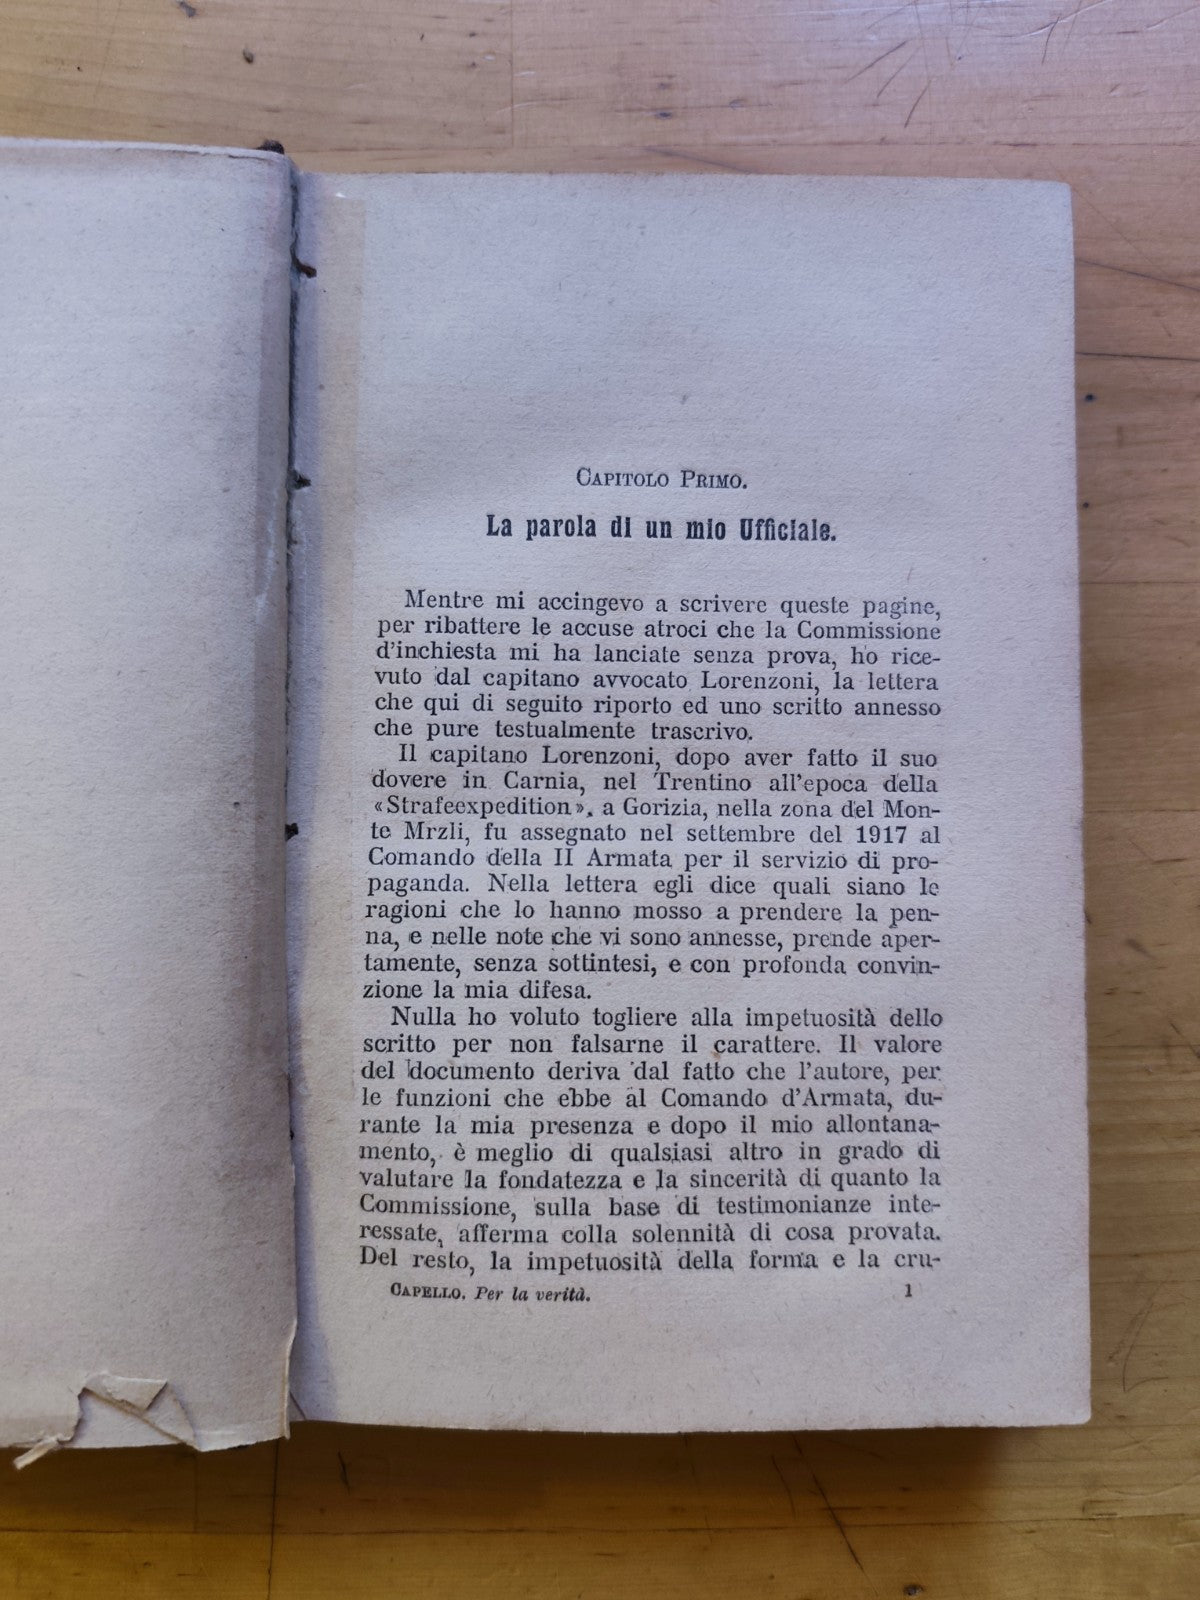 CAPITOLO PRIMO.
La parola di un mio Ufficiale.
Mentre mi accingevo a scrivere queste pagine,
per ribattere le accuse atroci che la Commissione
d'inchiesta mi ha lanciate senza prova, ho rice-
vuto dal capitano avvocato Lorenzoni, la lettera
che qui di seguito riporto ed uno scritto annesso
che pure testualmente trascrivo.
Il capitano Lorenzoni, dopo aver fatto il suo
dovere in Carnia, nel Trentino all'epoca della
«Strafeexpedition», a Gorizia, nella zona del Mon-
te Mrzli, fu assegnato nel settembre del 1917 al
Comando della II Armata per il servizio di pro-
paganda. Nella lettera egli dice quali siano le
ragioni che lo hanno mosso a prendere la pen-
na, e nelle note che vi sono annesse, prende aper-
tamente, senza sottintesi, e con profonda convin-
zione la mia difesa.
Nulla ho voluto togliere alla impetuosità dello
scritto per non falsarne il carattere. Il valore
del documento deriva dal fatto che l'autore, per
le funzioni che ebbe al Comando d'Armata, du-
rante la mia presenza e dopo il mio allontana-
mento, è meglio di qualsiasi altro in grado di
valutare la fondatezza e la sincerità di quanto la
Commissione, sulla base di testimonianze inte-
ressate, afferma colla solennità di cosa provata.
Del resto, la impetuosità della forma e la cru-
CAPELLO. Per la verità. 1